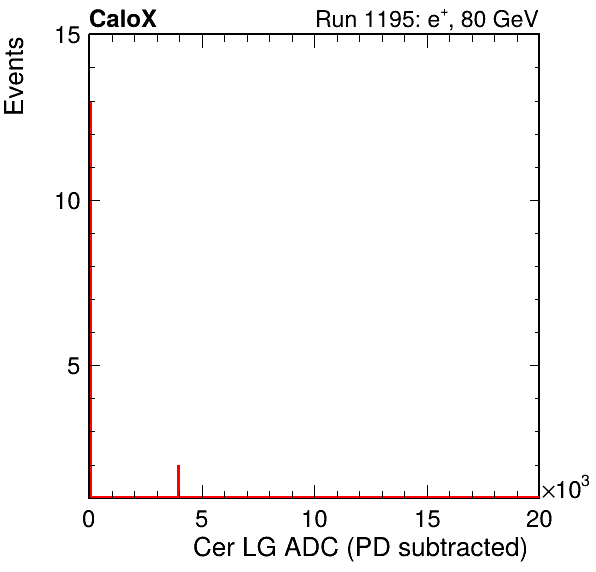 CaloX Run 1195: e⁺, 80 GeV
Events
15
10
5
0 5 10 15 20
×10³
Cer LG ADC (PD subtracted)